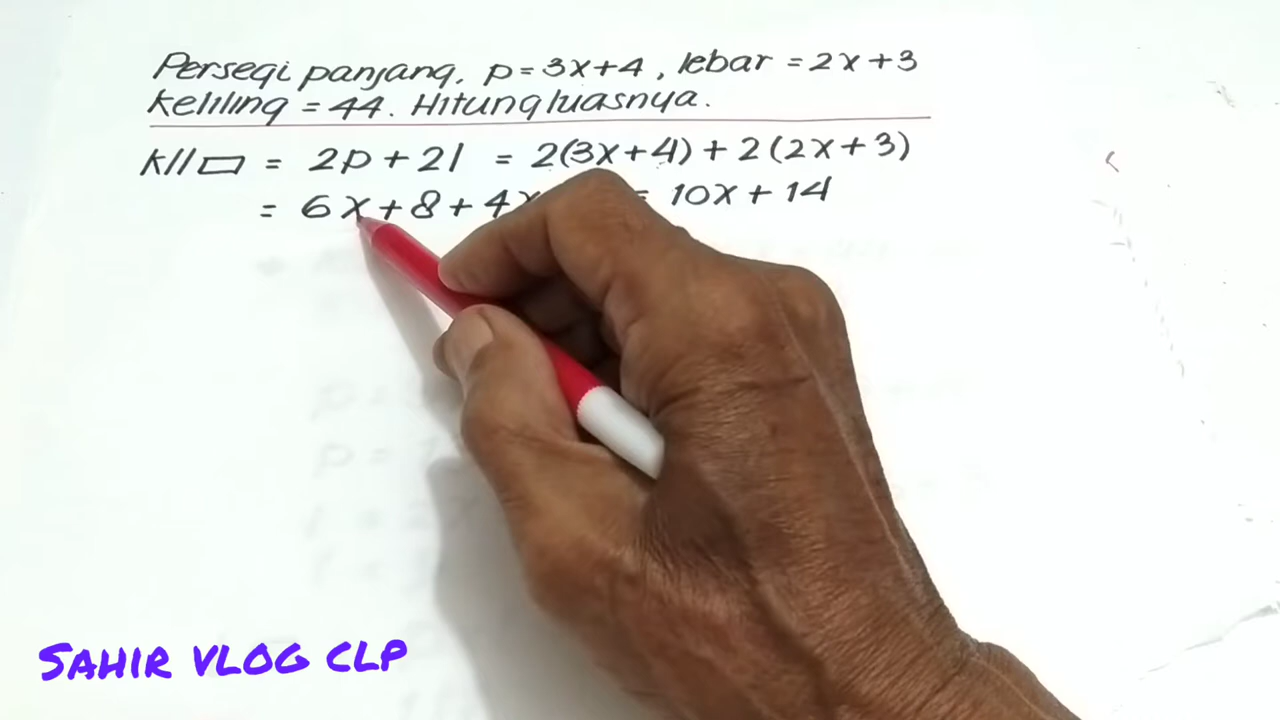 Persegi panjang, p = 3x+4, lebar = 2x+3
Keliling = 44. Hitung luasnya.
kll▭ = 2p + 2l = 2(3x+4) + 2(2x+3)
= 6x + 8 + 4x = 10x + 14
SAHIR VLOG CLP